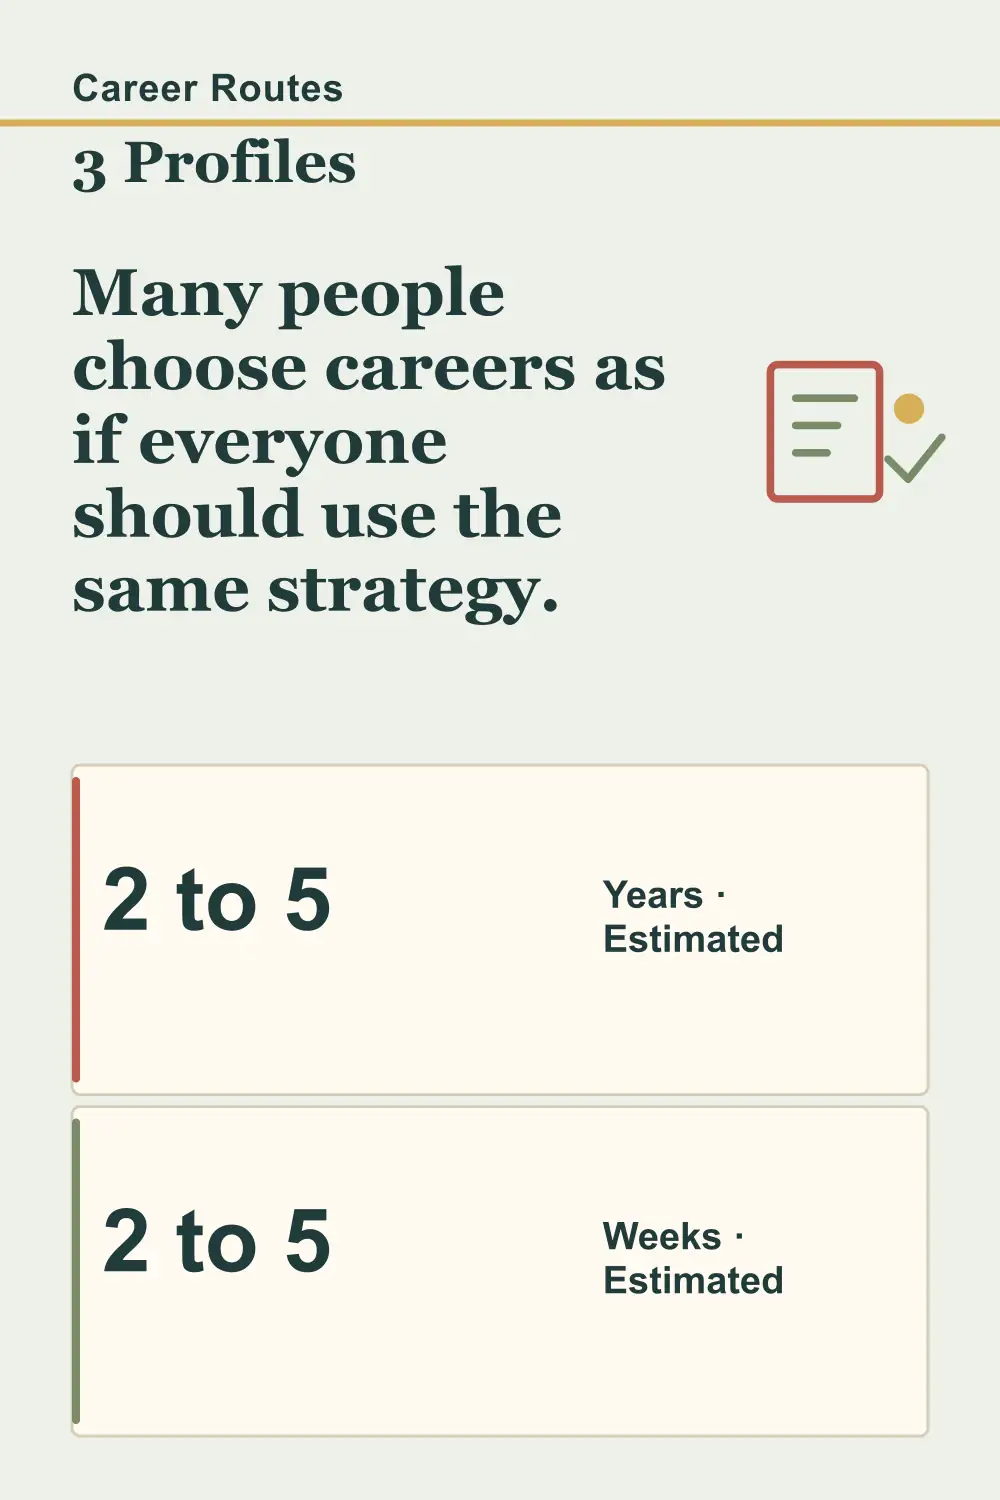 Career Routes
3 Profiles
Many people
choose careers as
if everyone
should use the
same strategy.
2 to 5
Years ·
Estimated
2 to 5
Weeks ·
Estimated